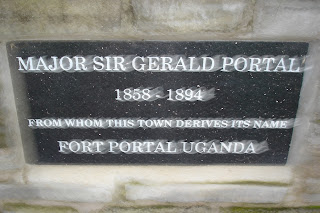 MAJOR SIR GERALD PORTAL
1858 - 1894
FROM WHOM THIS TOWN DERIVES ITS NAME
FORT PORTAL UGANDA